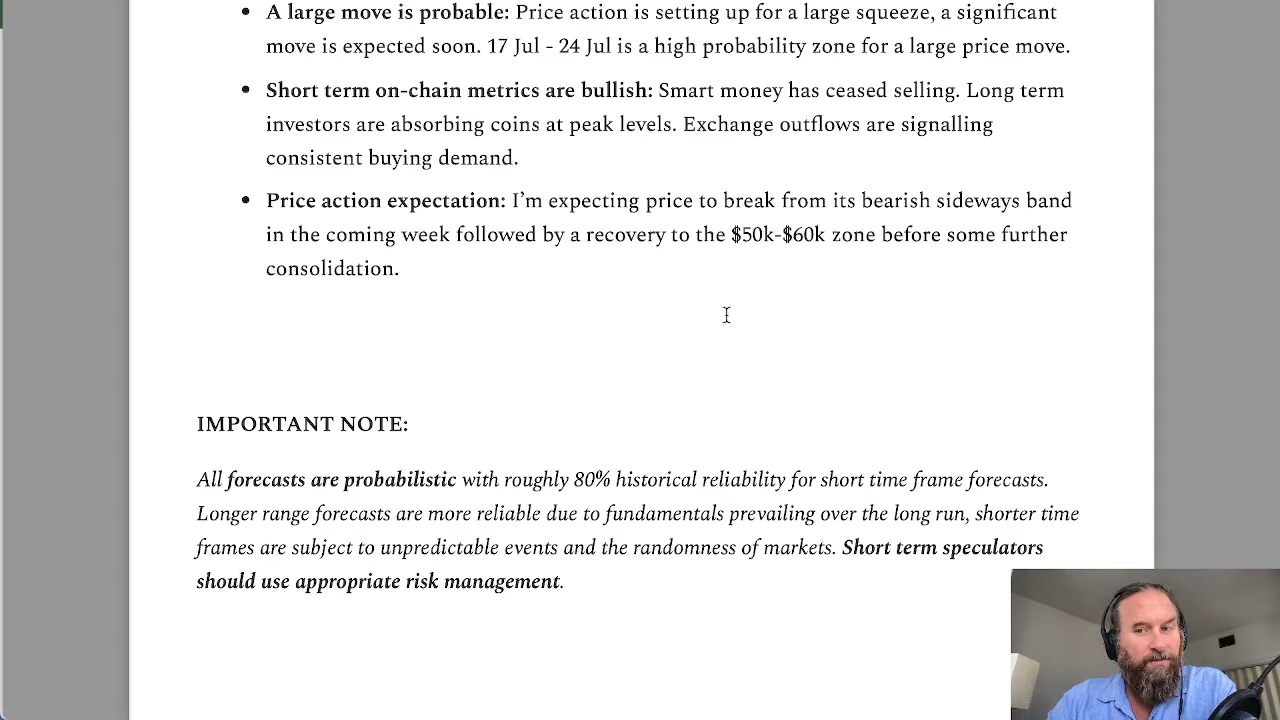 A large move is probable: Price action is setting up for a large squeeze, a significant
move is expected soon. 17 Jul - 24 Jul is a high probability zone for a large price move.
Short term on-chain metrics are bullish: Smart money has ceased selling. Long term
investors are absorbing coins at peak levels. Exchange outflows are signalling
consistent buying demand.
Price action expectation: I’m expecting price to break from its bearish sideways band
in the coming week followed by a recovery to the $50k-$60k zone before some further
consolidation.
IMPORTANT NOTE:
All forecasts are probabilistic with roughly 80% historical reliability for short time frame forecasts.
Longer range forecasts are more reliable due to fundamentals prevailing over the long run, shorter time
frames are subject to unpredictable events and the randomness of markets. Short term speculators
should use appropriate risk management.